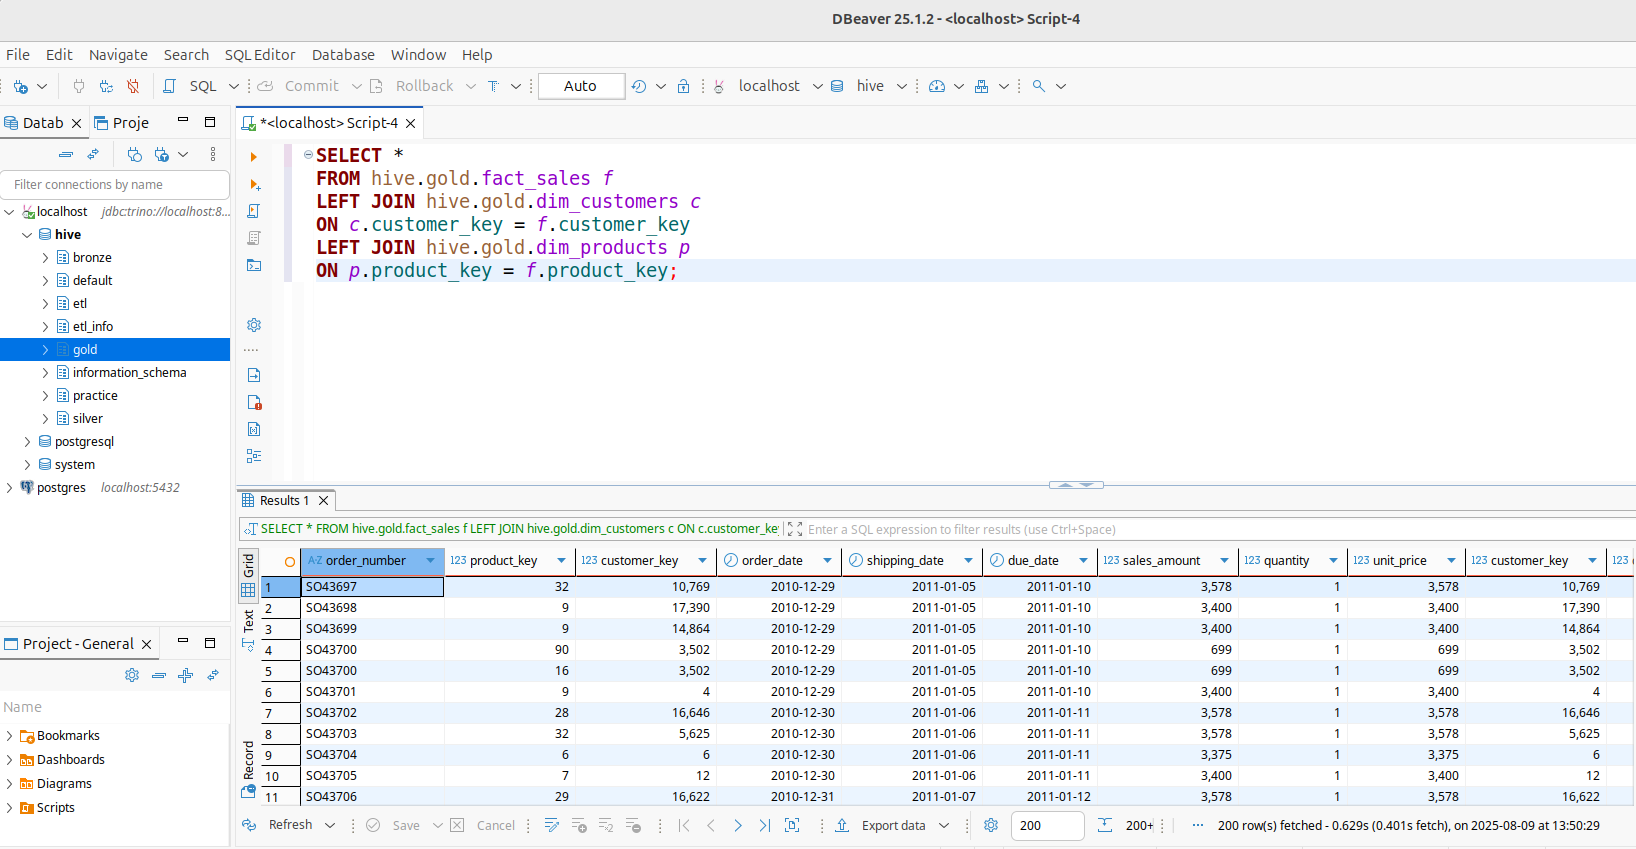 DBeaver 25.1.2 - <localhost> Script-4
File Edit Navigate Search SQL Editor Database Window Help
SQL Commit Rollback T Auto localhost hive
Datab Proje
*<localhost> Script-4
Filter connections by name
localhost jdbc:trino://localhost:8...
hive
bronze
default
etl
etl_info
gold
information_schema
practice
silver
postgresql
system
postgres localhost:5432
SELECT *
FROM hive.gold.fact_sales f
LEFT JOIN hive.gold.dim_customers c
ON c.customer_key = f.customer_key
LEFT JOIN hive.gold.dim_products p
ON p.product_key = f.product_key;
Project - General
Name
Bookmarks
Dashboards
Diagrams
Scripts
Results 1
SELECT * FROM hive.gold.fact_sales f LEFT JOIN hive.gold.dim_customers c ON c.customer_key Enter a SQL expression to filter results (use Ctrl+Space)
Grid
Text
Record
A-Z order_number 123 product_key 123 customer_key order_date shipping_date due_date 123 sales_amount 123 quantity 123 unit_price 123 customer_key 123
1 SO43697 32 10,769 2010-12-29 2011-01-05 2011-01-10 3,578 1 3,578 10,769
2 SO43698 9 17,390 2010-12-29 2011-01-05 2011-01-10 3,400 1 3,400 17,390
3 SO43699 9 14,864 2010-12-29 2011-01-05 2011-01-10 3,400 1 3,400 14,864
4 SO43700 90 3,502 2010-12-29 2011-01-05 2011-01-10 699 1 699 3,502
5 SO43700 16 3,502 2010-12-29 2011-01-05 2011-01-10 699 1 699 3,502
6 SO43701 9 4 2010-12-29 2011-01-05 2011-01-10 3,400 1 3,400 4
7 SO43702 28 16,646 2010-12-30 2011-01-06 2011-01-11 3,578 1 3,578 16,646
8 SO43703 32 5,625 2010-12-30 2011-01-06 2011-01-11 3,578 1 3,578 5,625
9 SO43704 6 6 2010-12-30 2011-01-06 2011-01-11 3,375 1 3,375 6
10 SO43705 7 12 2010-12-30 2011-01-06 2011-01-11 3,400 1 3,400 12
11 SO43706 29 16,622 2010-12-31 2011-01-07 2011-01-12 3,578 1 3,578 16,622
Refresh Save Cancel Export data 200 200+ ... 200 row(s) fetched - 0.629s (0.401s fetch), on 2025-08-09 at 13:50:29